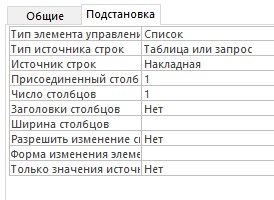 Общие Подстановка
Тип элемента управлени Список
Тип источника строк Таблица или запрос
Источник строк Накладная
Присоединенный столб 1
Число столбцов 1
Заголовки столбцов Нет
Ширина столбцов
Разрешить изменение с Нет
Форма изменения элеме
Только значения источн Нет